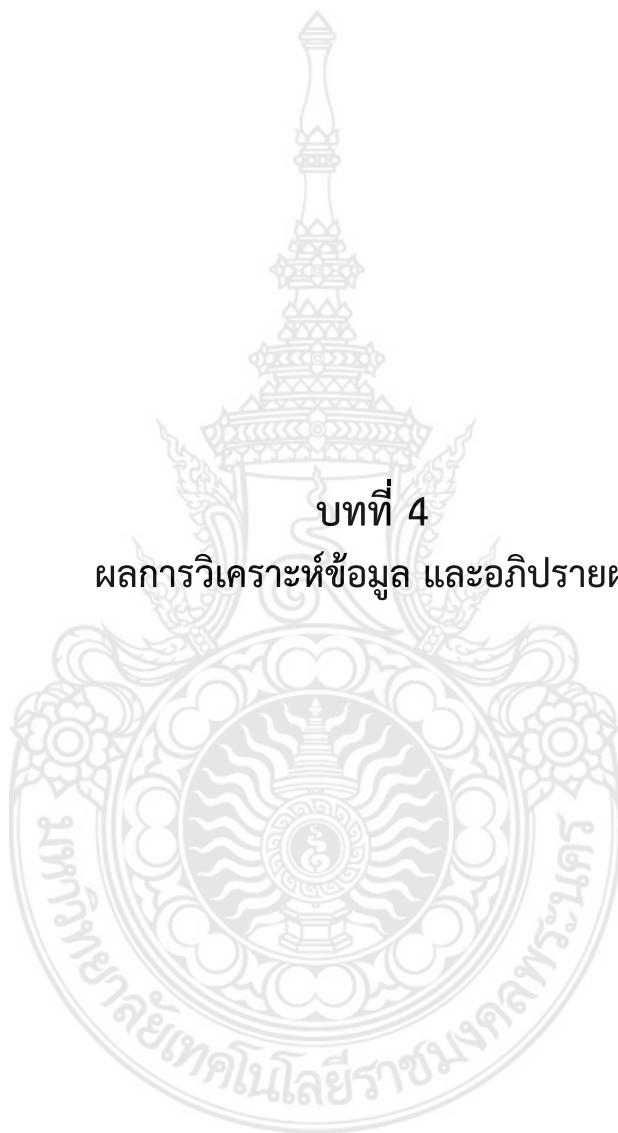 บทที่ 4
ผลการวิเคราะห์ข้อมูล และอภิปราย
มหาวิทยาลัยเทคโนโลยีราชมงคลพระนคร